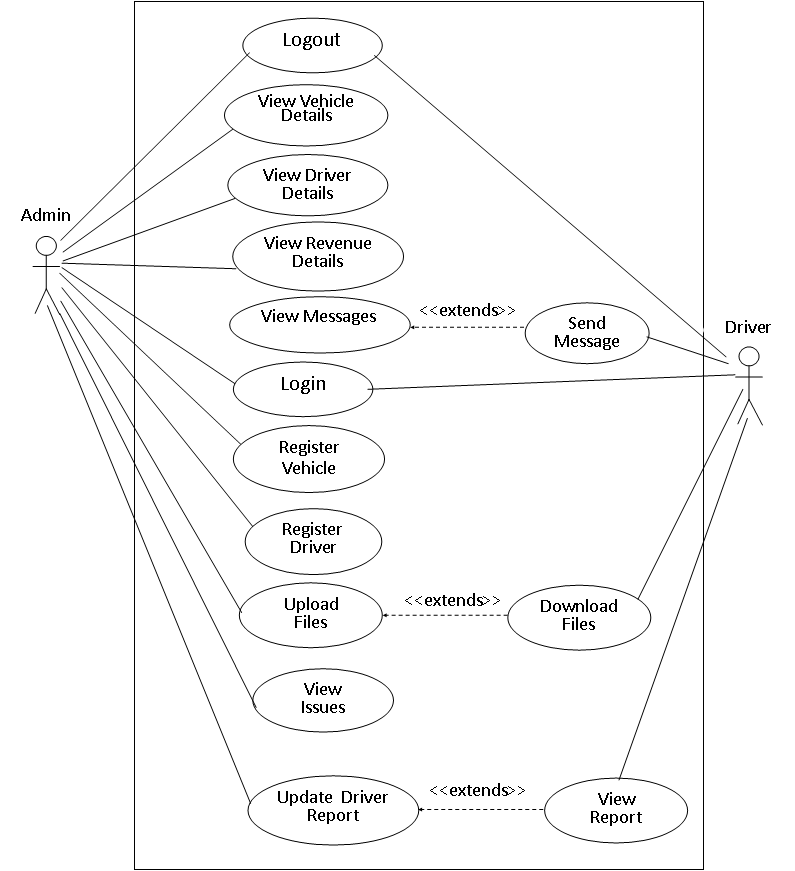 Logout
View Vehicle
Details
View Driver
Details
Admin
View Revenue
Details
View Messages
<<extends>>
Send
Message
Driver
Login
Register
Vehicle
Register
Driver
Upload
Files
<<extends>>
Download
Files
View
Issues
Update Driver
Report
<<extends>>
View
Report